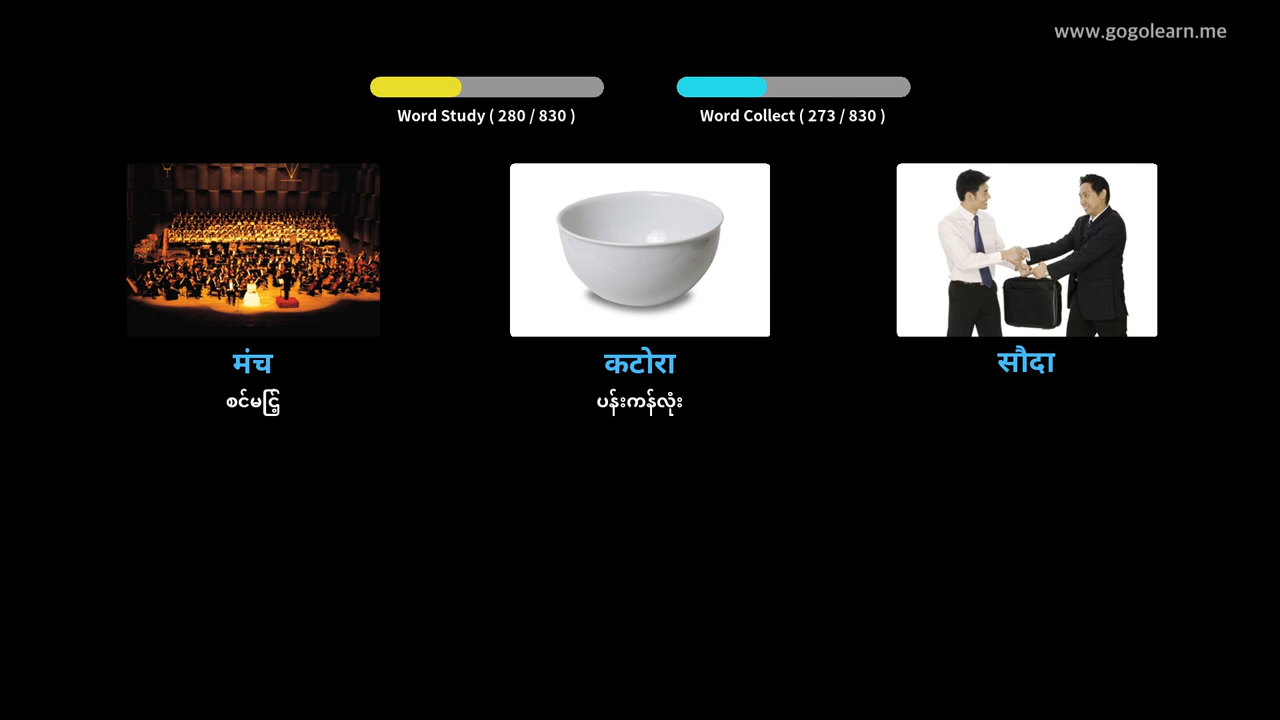 www.gogolearn.me
Word Study ( 280 / 830 )
Word Collect ( 273 / 830 )
मंच
कटोरा
सौदा
စင်မြင့်
ပန်းကန်လုံး